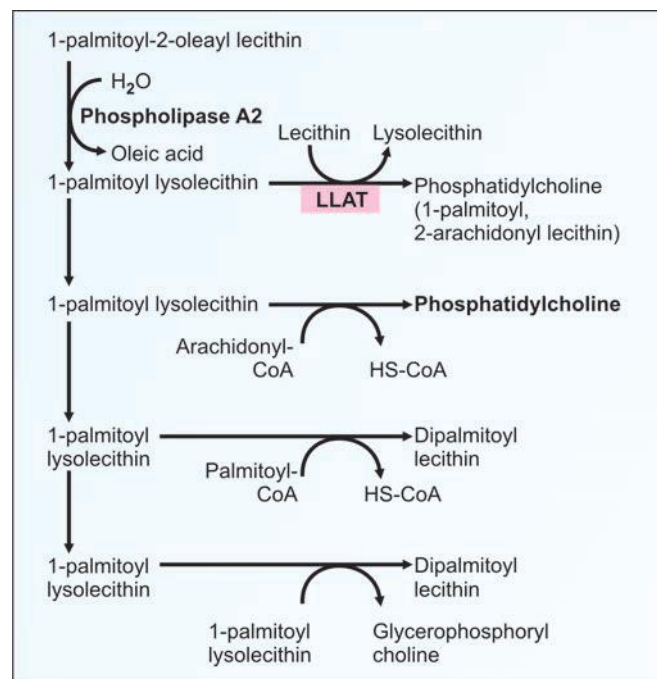 1-palmitoyl-2-oleayl lecithin
H₂O
Phospholipase A2
Oleic acid
Lecithin
Lysolecithin
1-palmitoyl lysolecithin
LLAT
Phosphatidylcholine
(1-palmitoyl,
2-arachidonyl lecithin)
1-palmitoyl lysolecithin
Phosphatidylcholine
Arachidonyl-
CoA
HS-CoA
1-palmitoyl
lysolecithin
Dipalmitoyl
lecithin
Palmitoyl-
CoA
HS-CoA
1-palmitoyl
lysolecithin
Dipalmitoyl
lecithin
1-palmitoyl
lysolecithin
Glycerophosphoryl
choline